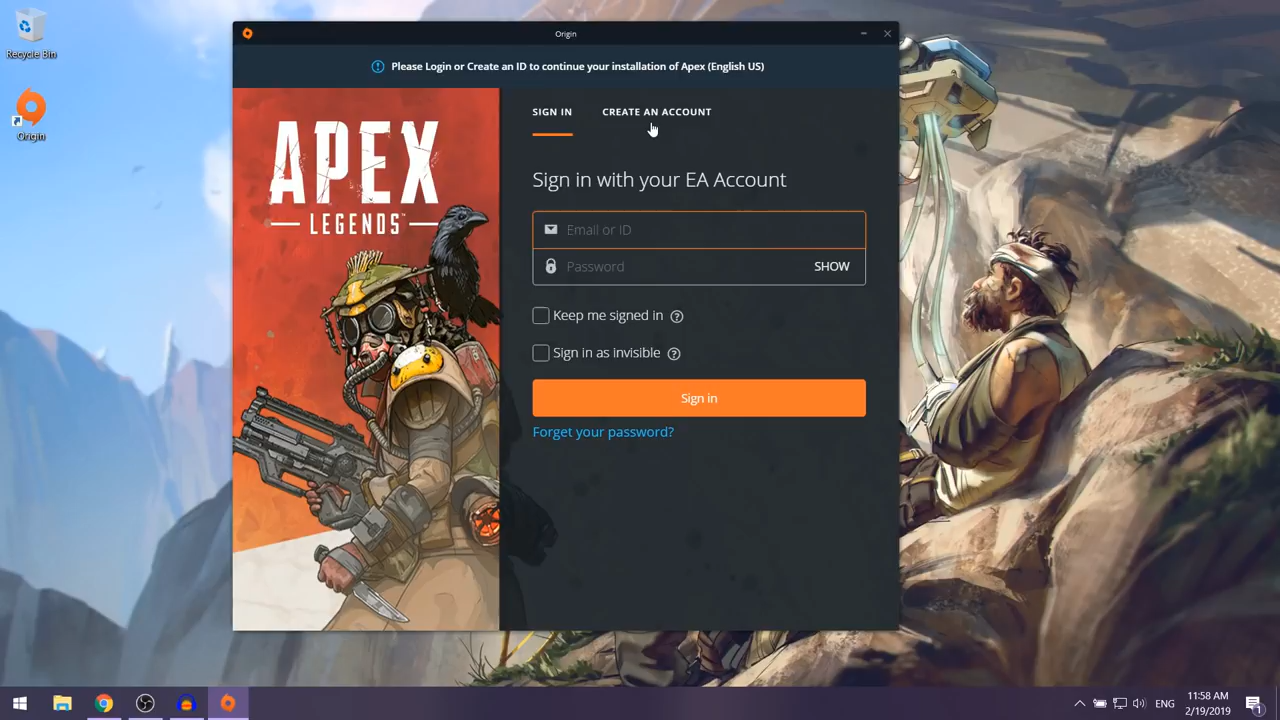 Recycle Bin
Origin
Origin
Please Login or Create an ID to continue your installation of Apex (English US)
APEX
LEGENDS™
SIGN IN
CREATE AN ACCOUNT
Sign in with your EA Account
Email or ID
Password
SHOW
Keep me signed in
Sign in as invisible
Sign in
Forget your password?
ENG
11:58 AM
2/19/2019
1